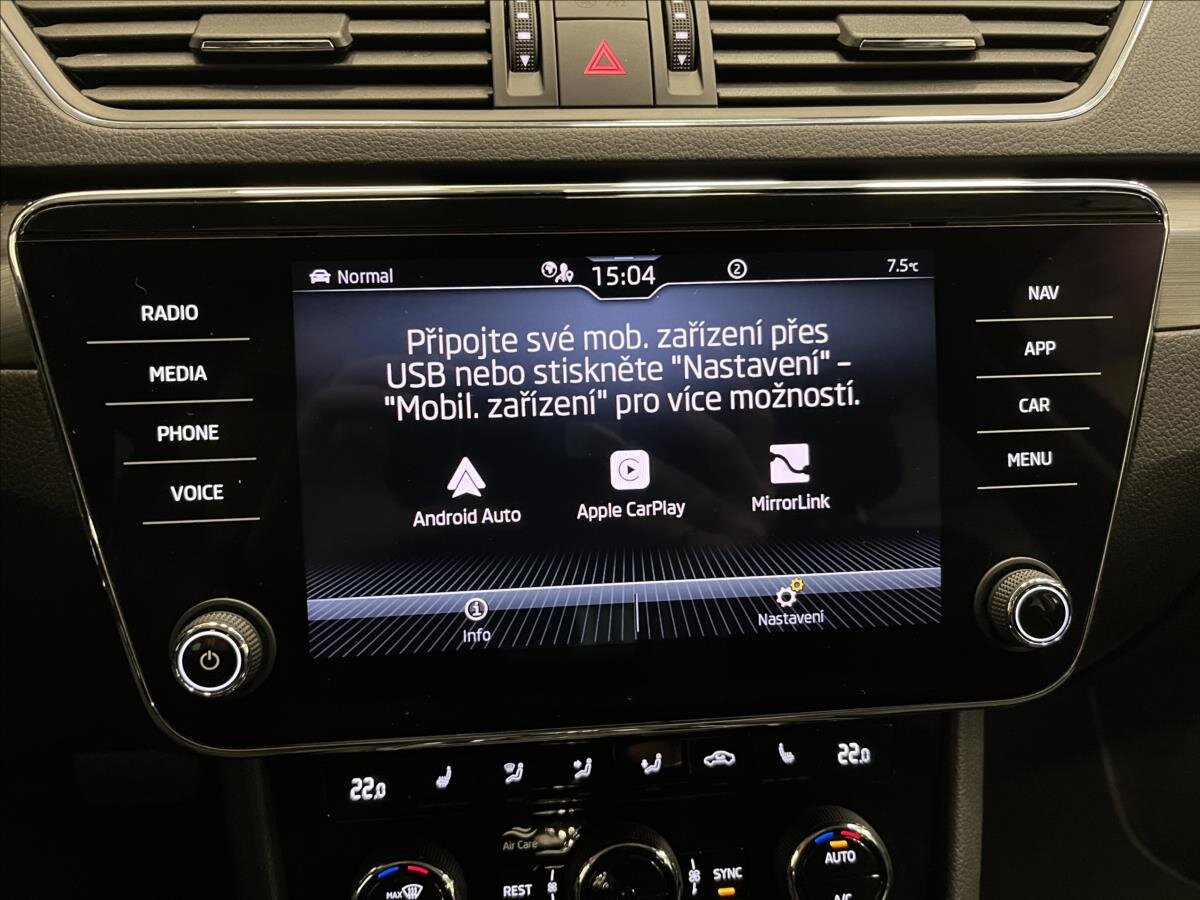 Normal
15:04
2
7.5°C
RADIO
MEDIA
PHONE
VOICE
NAV
APP
CAR
MENU
Připojte své mob. zařízení přes
USB nebo stiskněte "Nastavení" –
"Mobil. zařízení" pro více možností.
Android Auto
Apple CarPlay
MirrorLink
Info
Nastavení
22.0
22.0
Air Care
MAX
REST
SYNC
AUTO
A/C